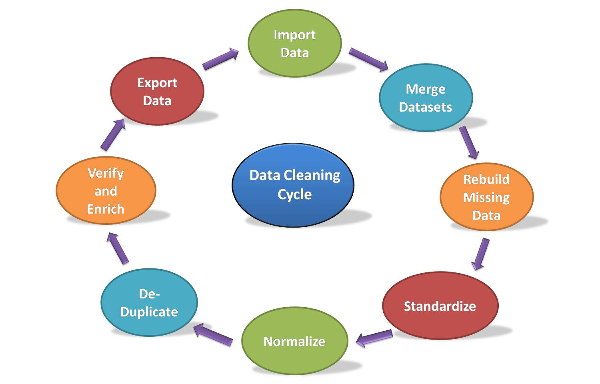 Import
Data
Merge
Datasets
Rebuild
Missing
Data
Standardize
Normalize
De-
Duplicate
Verify
and
Enrich
Export
Data
Data Cleaning
Cycle